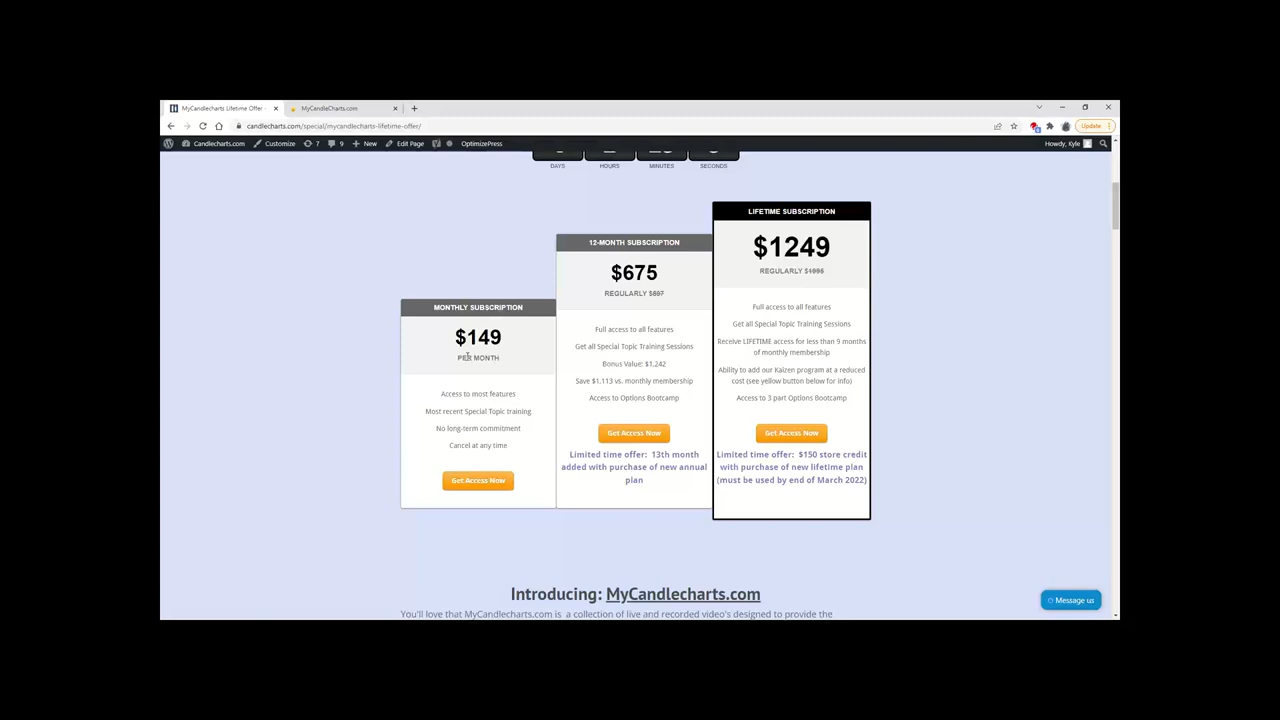 MyCandlecharts Lifetime Offer
MyCandleCharts.com
candlecharts.com/special/mycandlecharts-lifetime-offer/
Update
Candlecharts.com
Customize
7
9
New
Edit Page
OptimizePress
Howdy, Kyle
DAYS
HOURS
MINUTES
SECONDS
MONTHLY SUBSCRIPTION
$149
PER MONTH
Access to most features
Most recent Special Topic training
No long-term commitment
Cancel at any time
Get Access Now
12-MONTH SUBSCRIPTION
$675
REGULARLY $897
Full access to all features
Get all Special Topic Training Sessions
Bonus Value: $1,242
Save $1,113 vs. monthly membership
Access to Options Bootcamp
Get Access Now
Limited time offer: 13th month
added with purchase of new annual
plan
LIFETIME SUBSCRIPTION
$1249
REGULARLY
Full access to all features
Get all Special Topic Training Sessions
Receive LIFETIME access for less than 9 months
of monthly membership
Ability to add our Kaizen program at a reduced
cost (see yellow button below for info)
Access to 3 part Options Bootcamp
Get Access Now
Limited time offer: $150 store credit
with purchase of new lifetime plan
(must be used by end of March 2022)
Introducing: MyCandlecharts.com
You'll love that MyCandlecharts.com is a collection of live and recorded video's designed to provide the
Message us